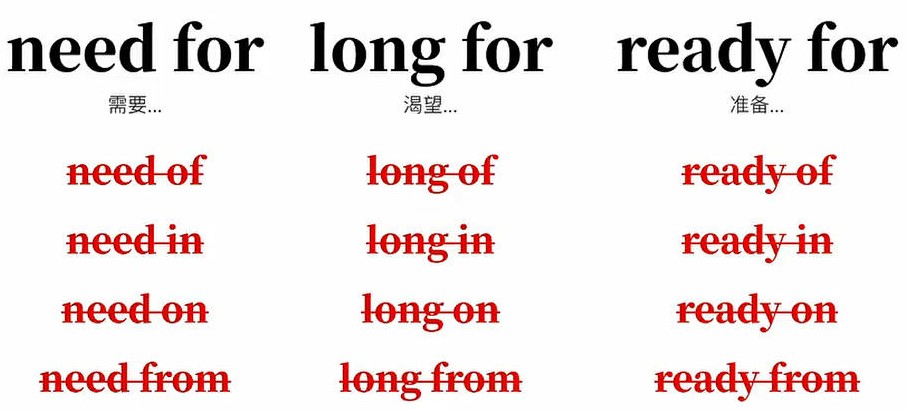 need for long for ready for
需要... 渴望... 准备...
need of long of ready of
need in long in ready in
need on long on ready on
need from long from ready from